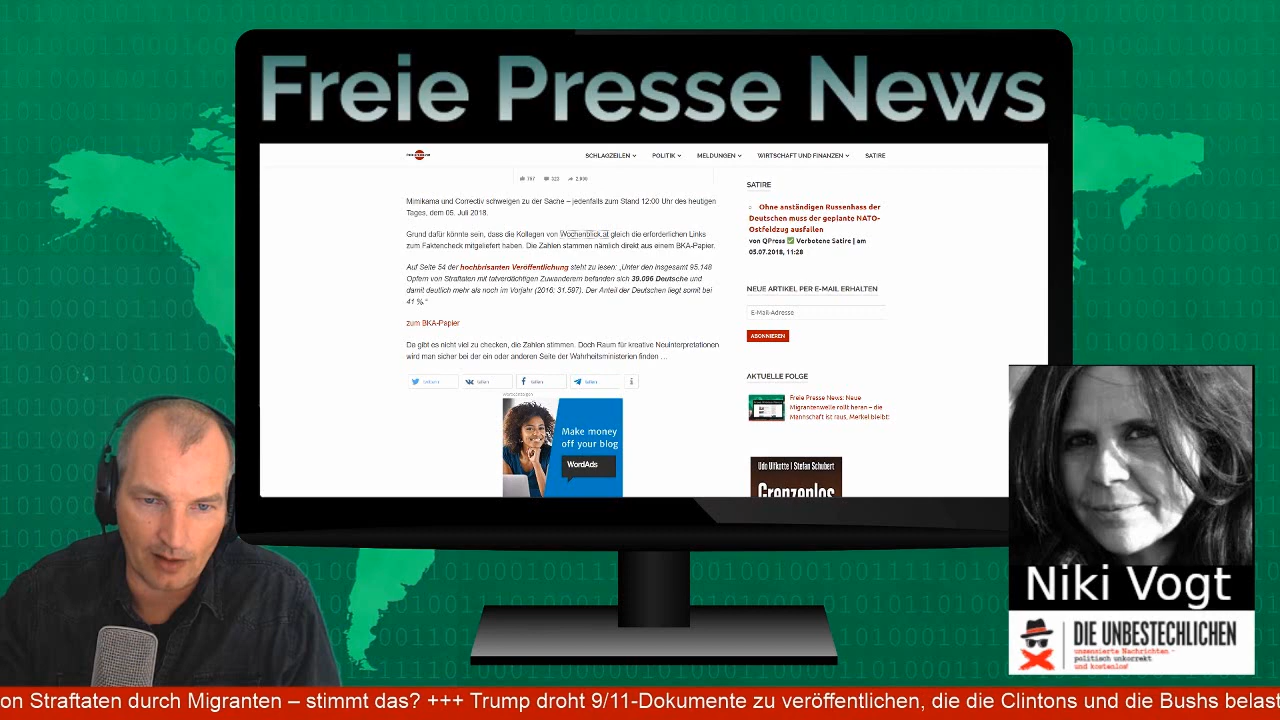 Freie Presse News
SCHLAGZEILEN
POLITIK
MELDUNGEN
WIRTSCHAFT UND FINANZEN
SATIRE
Mimikama und Correctiv schweigen zu der Sache – jedenfalls zum Stand 12:00 Uhr des heutigen
Tages, dem 05. Juli 2018.
Grund dafür könnte sein, dass die Kollegen von Wochenblick.at gleich die erforderlichen Links
zum Faktencheck mitgeliefert haben. Die Zahlen stammen nämlich direkt aus einem BKA-Papier.
Auf Seite 54 der hochbrisanten Veröffentlichung steht zu lesen: „Unter den insgesamt 95.148
Opfern von Straftaten mit tatverdächtigen Zuwanderern befanden sich 39.096 Deutsche und
damit deutlich mehr als noch im Vorjahr (2016: 31.597). Der Anteil der Deutschen liegt somit bei
41 %.“
zum BKA-Papier
Da gibt es nicht viel zu checken, die Zahlen stimmen. Doch Raum für kreative Neuinterpretationen
wird man sicher bei der ein oder anderen Seite der Wahrheitsministerien finden …
twittern
teilen
teilen
teilen
Make money
off your blog
WordAds
SATIRE
Ohne anständigen Russenhass der
Deutschen muss der geplante NATO-
Ostfeldzug ausfallen
von QPress ✅ Verbotene Satire | am
05.07.2018, 11:28
NEUE ARTIKEL PER E-MAIL ERHALTEN
E-Mail-Adresse
ABONNIEREN
AKTUELLE FOLGE
Freie Presse News: Neue
Migrantenwelle rollt heran – die
Mannschaft ist raus, Merkel bleibt:
Udo Ulfkotte | Stefan Schubert
Grenzenlos
Niki Vogt
DIE UNBESTECHLICHEN
unzensierte Nachrichten -
politisch unkorrekt
und kostenlos!
on Straftaten durch Migranten – stimmt das? +++ Trump droht 9/11-Dokumente zu veröffentlichen, die die Clintons und die Bushs belast